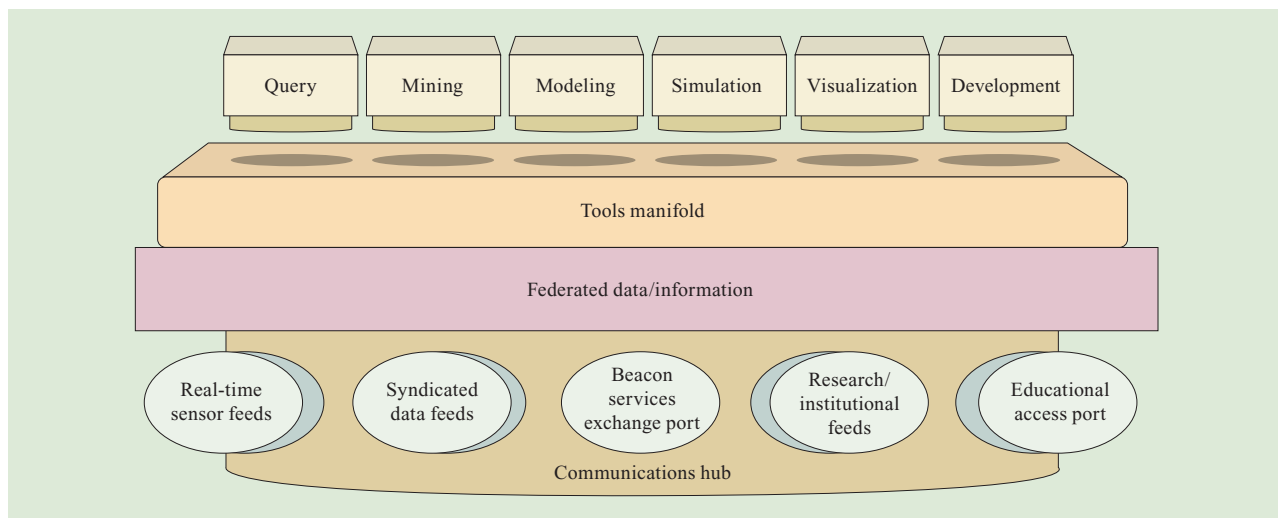 Query
Mining
Modeling
Simulation
Visualization
Development
Tools manifold
Federated data/information
Real-time
sensor feeds
Syndicated
data feeds
Beacon
services
exchange port
Research/
institutional
feeds
Educational
access port
Communications hub